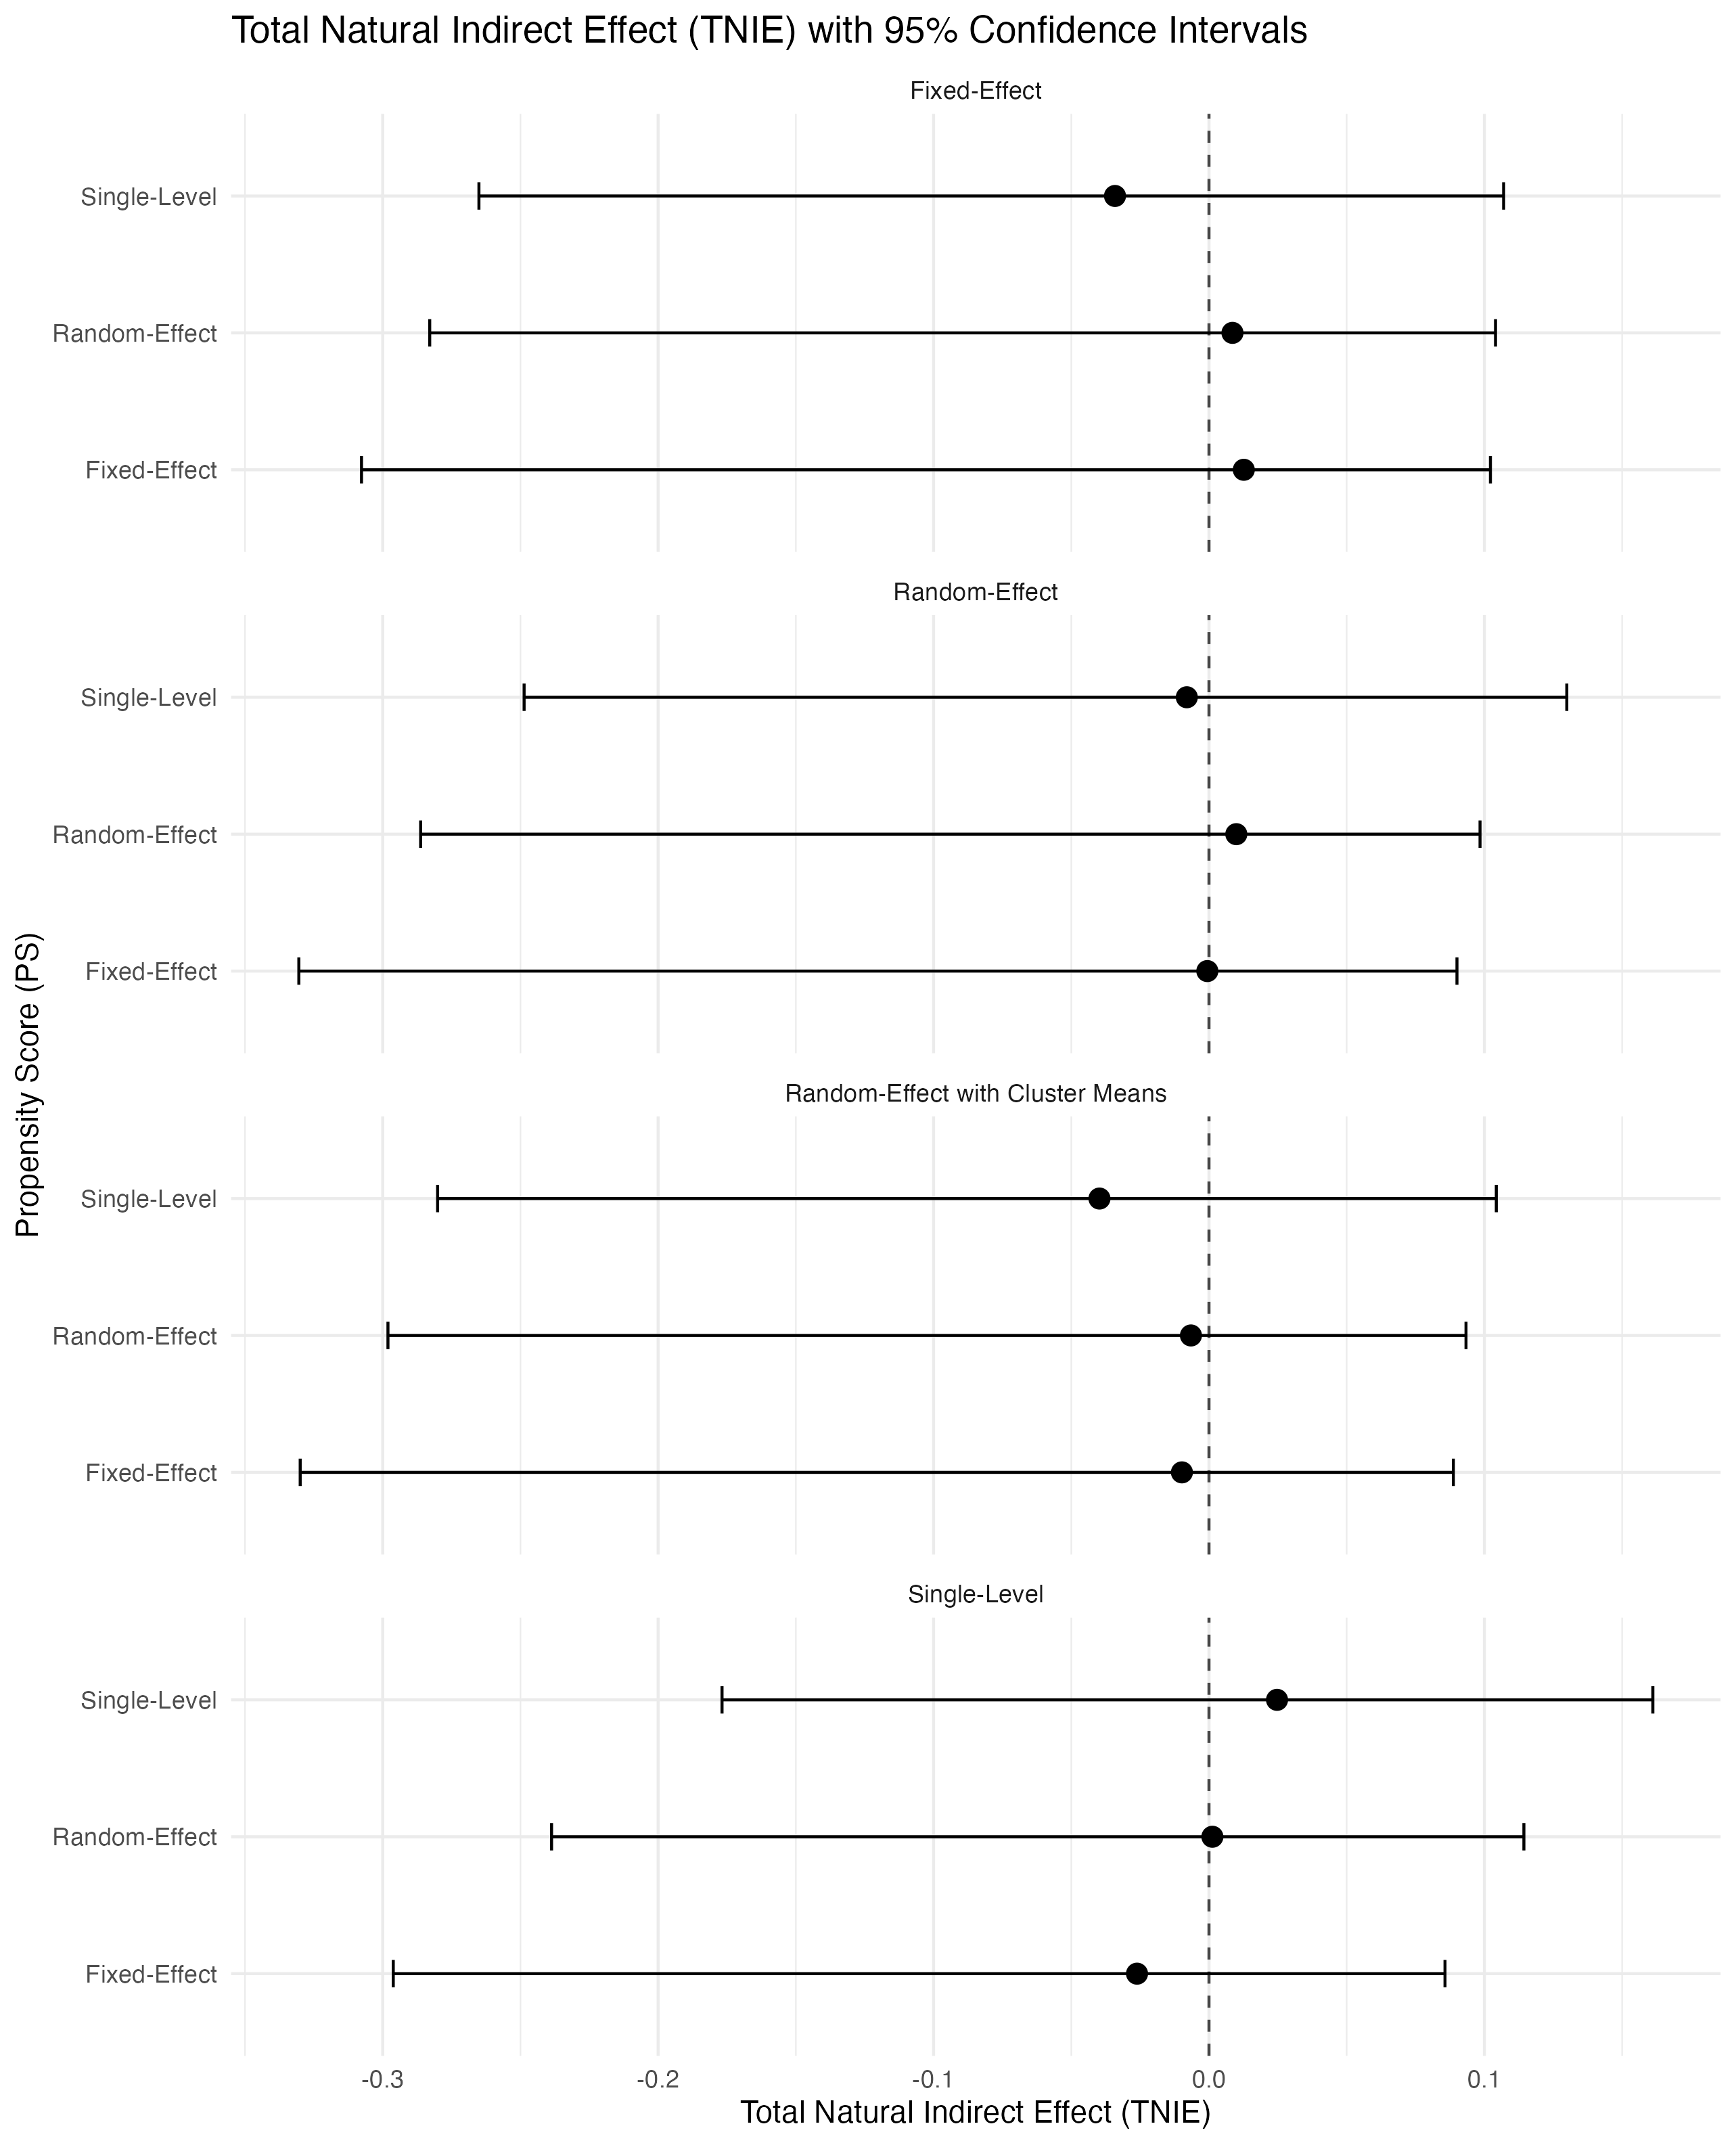 Total Natural Indirect Effect (TNIE) with 95% Confidence Intervals
Fixed-Effect
Single-Level
Random-Effect
Fixed-Effect
Random-Effect
Single-Level
Random-Effect
Fixed-Effect
Random-Effect with Cluster Means
Single-Level
Random-Effect
Fixed-Effect
Single-Level
Single-Level
Random-Effect
Fixed-Effect
Propensity Score (PS)
-0.3 -0.2 -0.1 0.0 0.1
Total Natural Indirect Effect (TNIE)